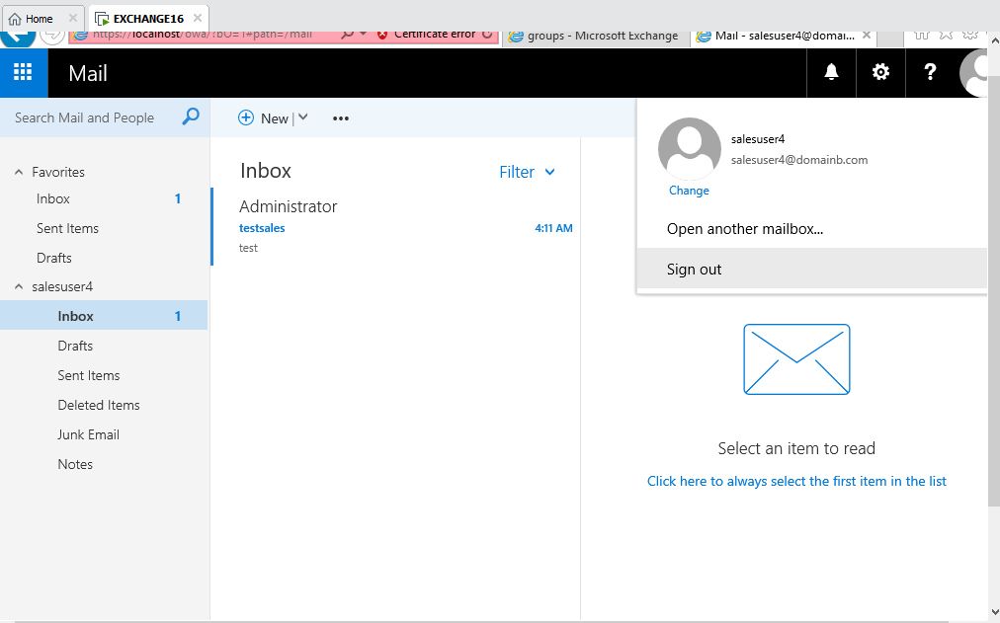 Home
EXCHANGE16
https://localhost/owa/?bO=1#path=/mail
Certificate error
groups - Microsoft Exchange
Mail - salesuser4@domai...
Mail
?
Search Mail and People
New
Favorites
Inbox 1
Sent Items
Drafts
salesuser4
Inbox 1
Drafts
Sent Items
Deleted Items
Junk Email
Notes
Inbox
Filter
Administrator
testsales 4:11 AM
test
salesuser4
salesuser4@domainb.com
Change
Open another mailbox...
Sign out
Select an item to read
Click here to always select the first item in the list